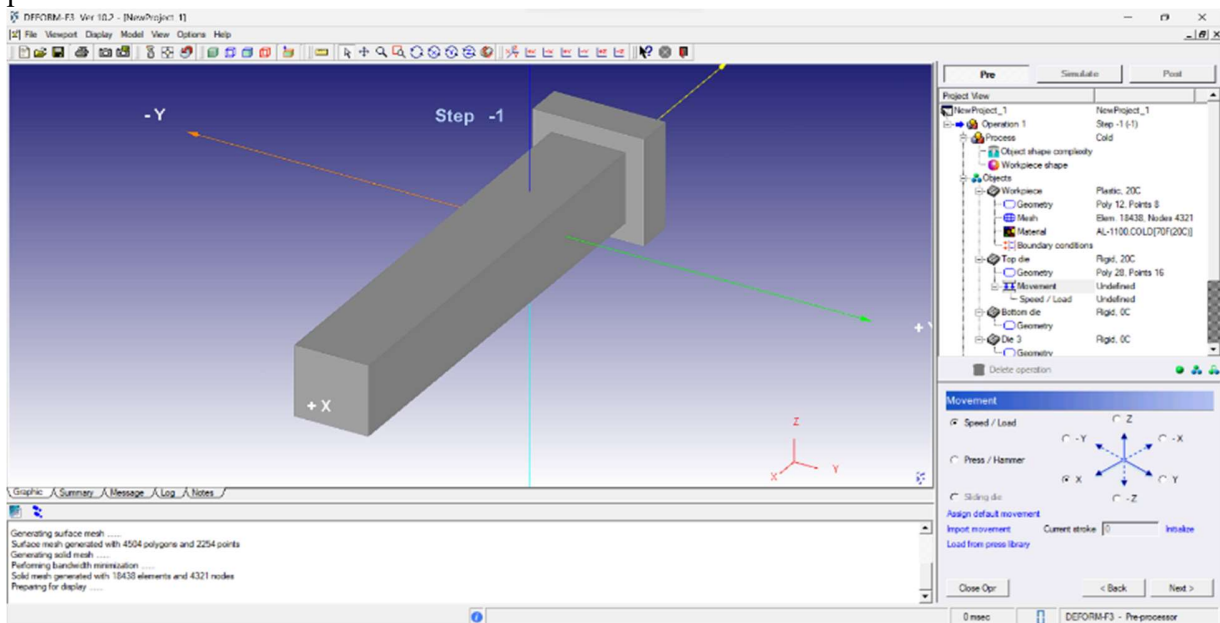 DEFORM-F3 Ver 10.2 - [NewProject_1]
File Viewport Display Model View Options Help
- Y
Step -1
+ Y
+ X
Z
X
Y
Graphic Summary Message Log Notes
Generating surface mesh ......
Surface mesh generated with 4504 polygons and 2254 points
Generating solid mesh ......
Performing bandwidth minimization ......
Solid mesh generated with 18438 elements and 4321 nodes
Preparing for display ......
Pre Simulate Post
Project View
NewProject_1 NewProject_1
Operation 1 Step -1 (-1)
Process Cold
Object shape complexity
Workpiece shape
Objects
Workpiece Plastic, 20C
Geometry Poly 12, Points 8
Mesh Elem. 18438, Nodes 4321
Material AL-1100,COLD[70F(20C)]
Boundary conditions
Top die Rigid, 20C
Geometry Poly 28, Points 16
Movement Undefined
Speed / Load Undefined
Bottom die Rigid, 0C
Geometry
Die 3 Rigid, 0C
Geometry
Delete operation
Movement
Speed / Load
Press / Hammer
Sliding die
Z
- Y
- X
X
Y
- Z
Assign default movement
Import movement Current stroke 0 Initialize
Load from press library
Close Opr < Back Next >
0 msec DEFORM-F3 - Pre-processor